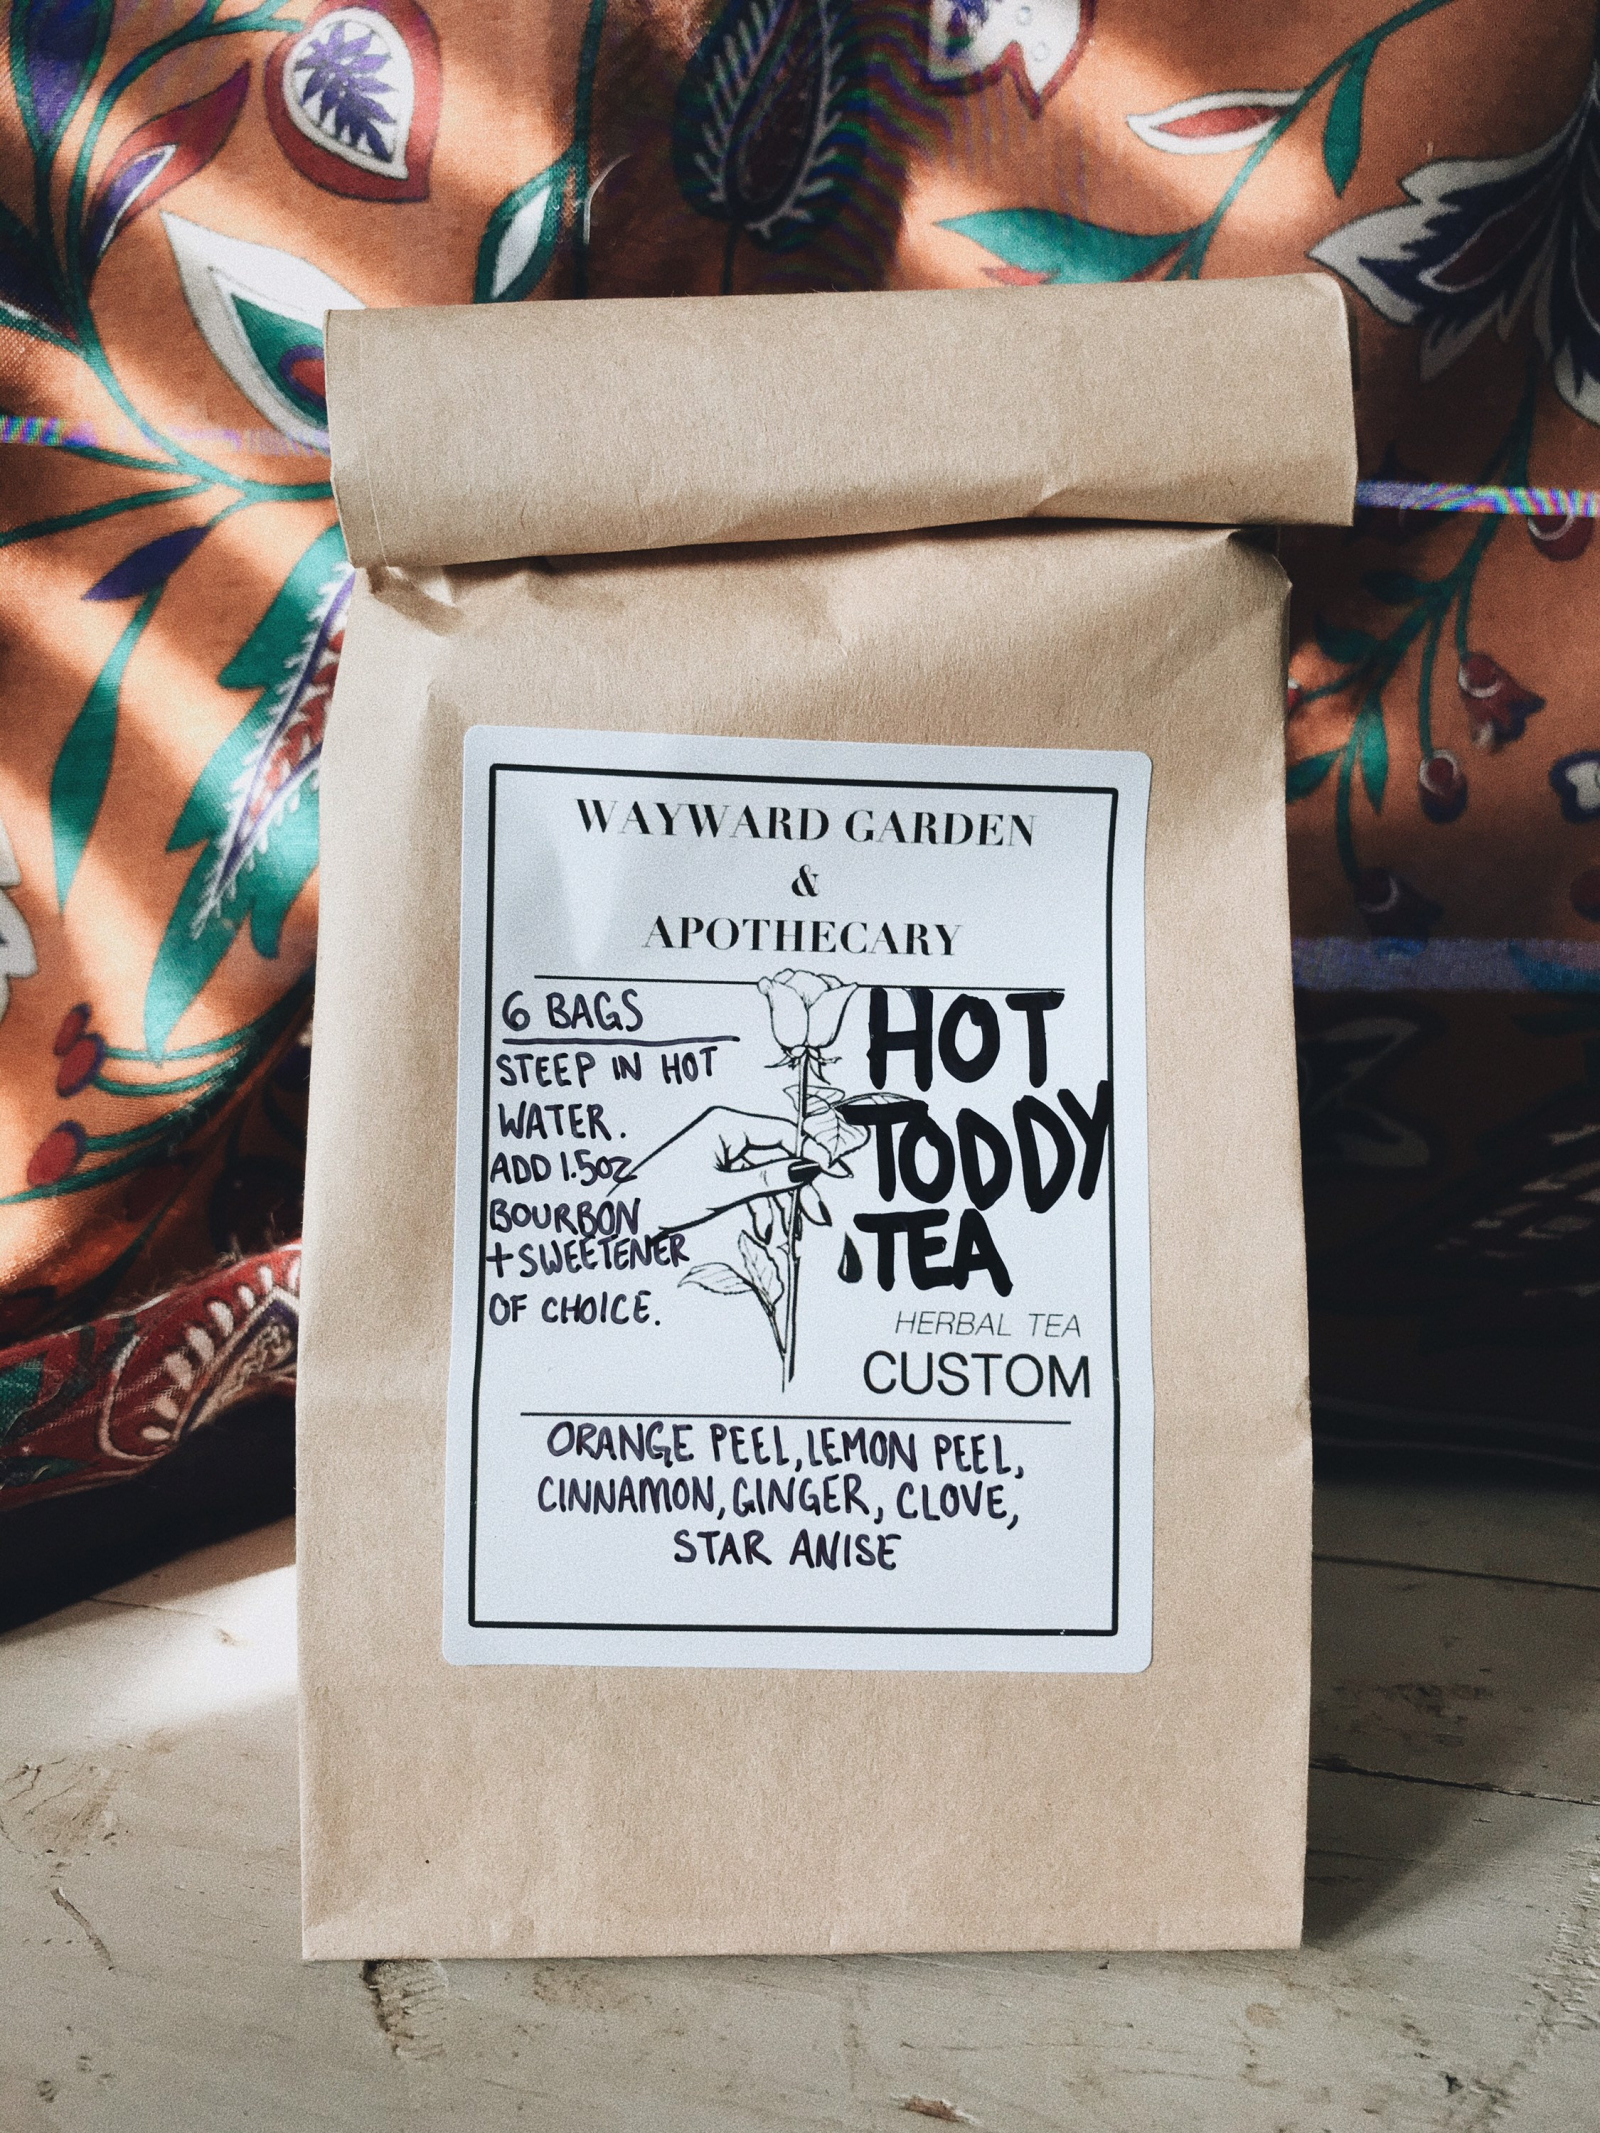 WAYWARD GARDEN
&
APOTHECARY
6 BAGS
STEEP IN HOT
WATER.
ADD 1.5OZ
BOURBON
+SWEETENER
OF CHOICE.
HOT
TODDY
TEA
HERBAL TEA
CUSTOM
ORANGE PEEL, LEMON PEEL,
CINNAMON, GINGER, CLOVE,
STAR ANISE